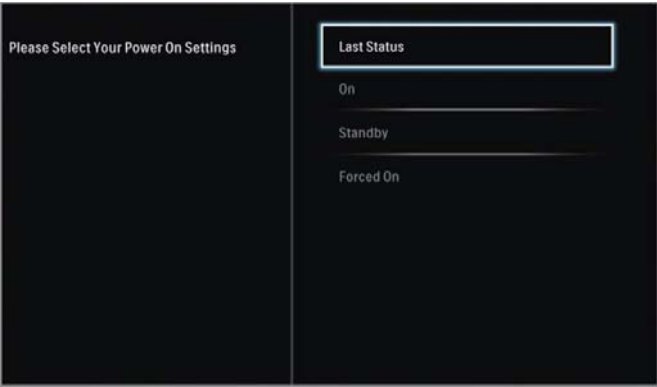 Please Select Your Power On Settings
Last Status
On
Standby
Forced On